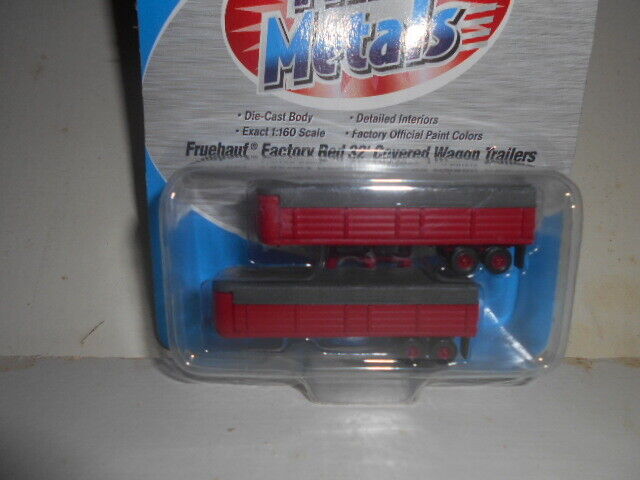 Metals
• Die-Cast Body
• Detailed Interiors
• Exact 1:160 Scale
• Factory Official Paint Colors
Fruehauf® Factory Red 32' Covered Wagon Trailers